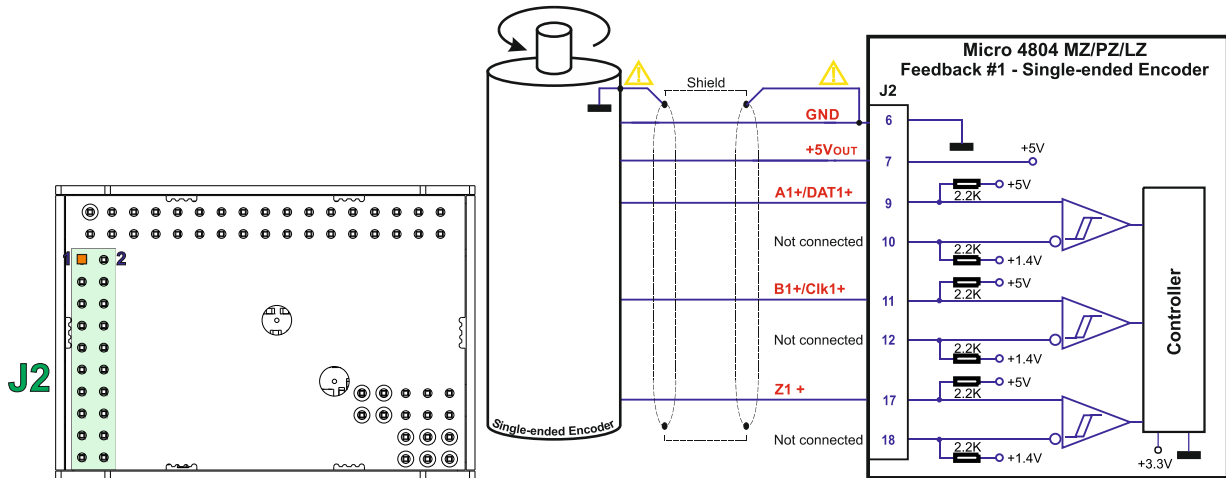 Micro 4804 MZ/PZ/LZ
Feedback #1 - Single-ended Encoder
J2
Shield
GND
6
+5VOUT
7
+5V
A1+/DAT1+
9
+5V
2.2K
Not connected
10
2.2K
+1.4V
B1+/Clk1+
11
+5V
2.2K
Not connected
12
2.2K
+1.4V
Z1 +
17
+5V
2.2K
Not connected
18
2.2K
+1.4V
Controller
+3.3V
Single-ended Encoder
1
2
J2